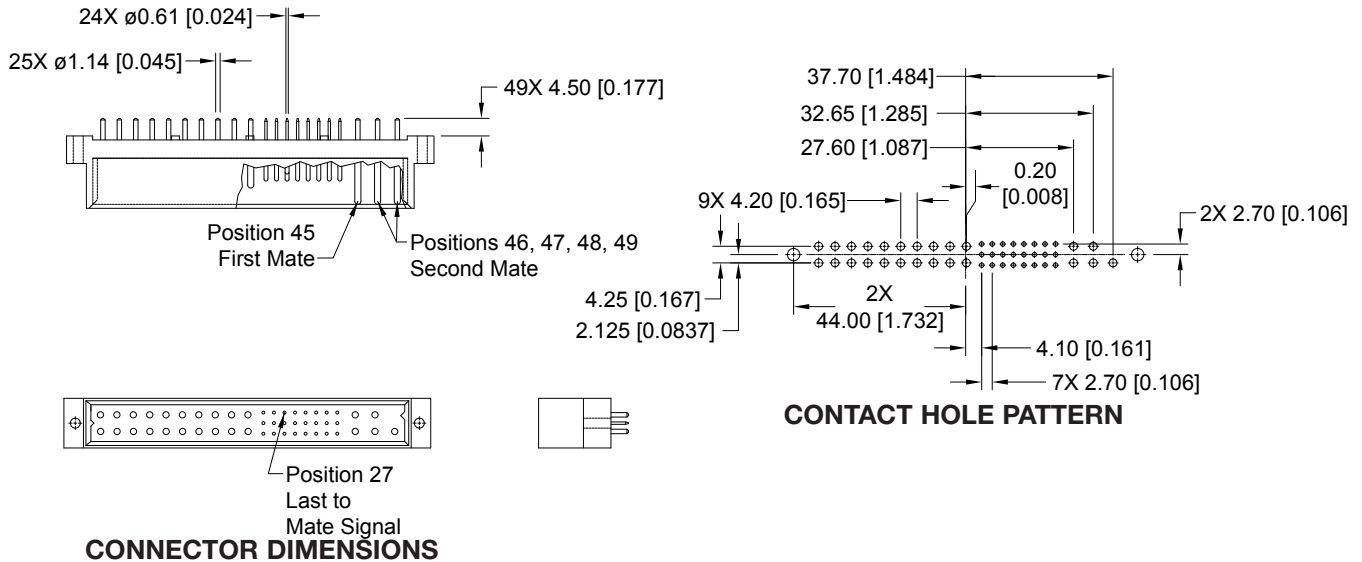 24X ø0.61 [0.024]
25X ø1.14 [0.045]
49X 4.50 [0.177]
Position 45
First Mate
Positions 46, 47, 48, 49
Second Mate
37.70 [1.484]
32.65 [1.285]
27.60 [1.087]
0.20
[0.008]
9X 4.20 [0.165]
2X 2.70 [0.106]
4.25 [0.167]
2.125 [0.0837]
2X
44.00 [1.732]
4.10 [0.161]
7X 2.70 [0.106]
CONTACT HOLE PATTERN
Position 27
Last to
Mate Signal
CONNECTOR DIMENSIONS